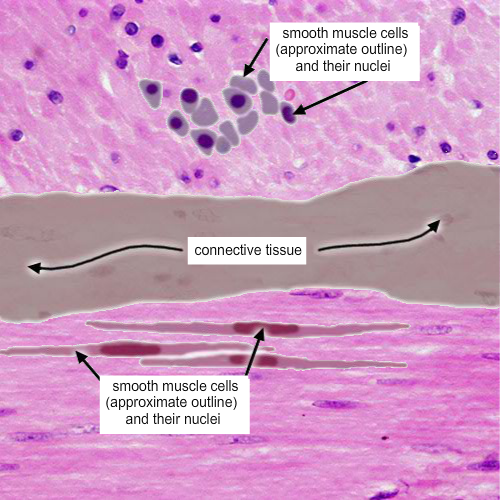 smooth muscle cells
(approximate outline)
and their nuclei
connective tissue
smooth muscle cells
(approximate outline)
and their nuclei